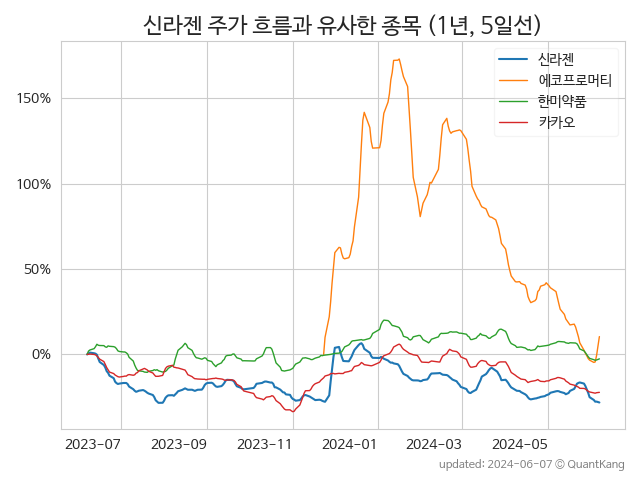 신라젠 주가 흐름과 유사한 종목 (1년, 5일선)
신라젠
에코프로머티
한미약품
카카오
150%
100%
50%
0%
2023-07 2023-09 2023-11 2024-01 2024-03 2024-05
updated: 2024-06-07 © QuantKang